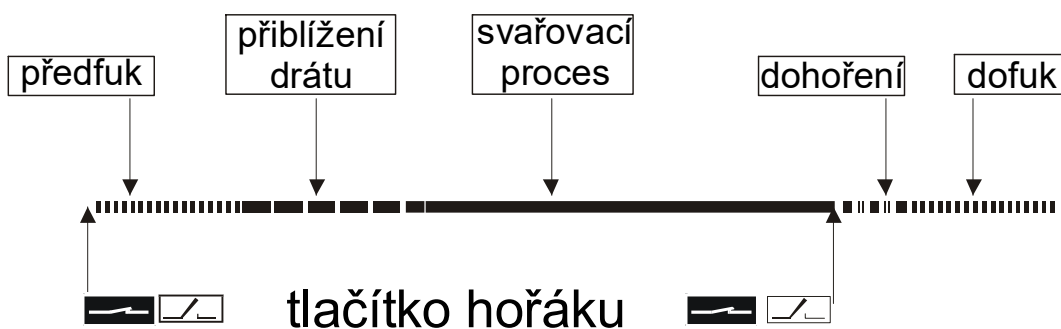 předfuk
přiblížení
drátu
svařovací
proces
dohoření
dofuk
tlačítko hořáku